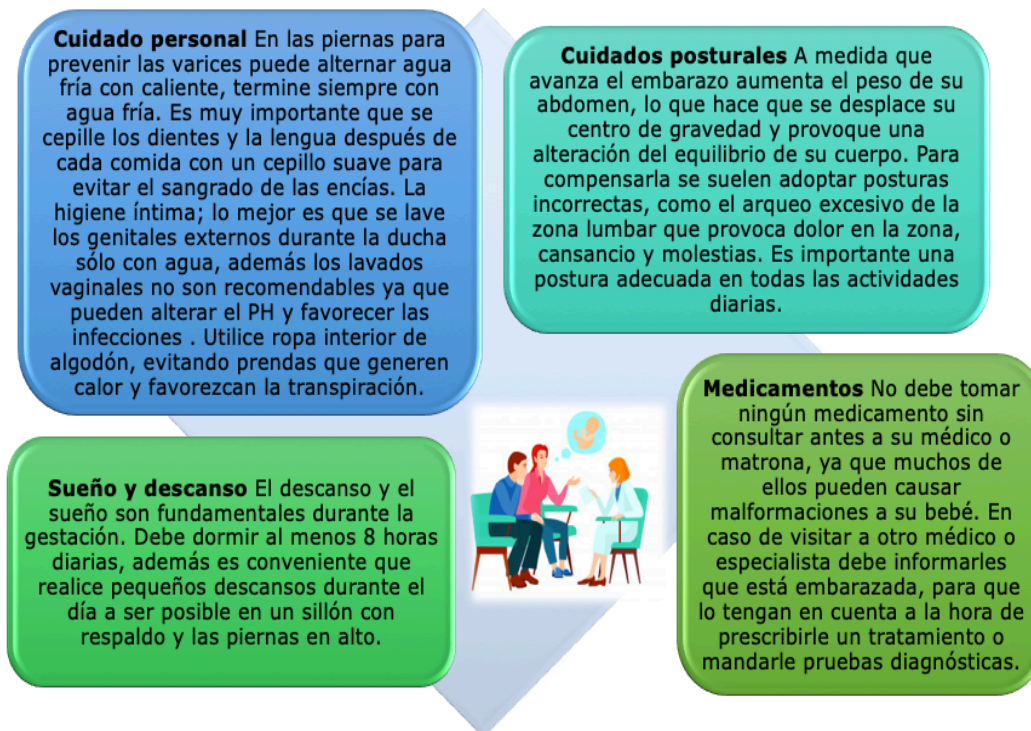 Cuidado personal En las piernas para
prevenir las varices puede alternar agua
fría con caliente, termine siempre con
agua fría. Es muy importante que se
cepille los dientes y la lengua después de
cada comida con un cepillo suave para
evitar el sangrado de las encías. La
higiene íntima; lo mejor es que se lave
los genitales externos durante la ducha
sólo con agua, además los lavados
vaginales no son recomendables ya que
pueden alterar el PH y favorecer las
infecciones . Utilice ropa interior de
algodón, evitando prendas que generen
calor y favorezcan la transpiración.
Cuidados posturales A medida que
avanza el embarazo aumenta el peso de su
abdomen, lo que hace que se desplace su
centro de gravedad y provoque una
alteración del equilibrio de su cuerpo. Para
compensarla se suelen adoptar posturas
incorrectas, como el arqueo excesivo de la
zona lumbar que provoca dolor en la zona,
cansancio y molestias. Es importante una
postura adecuada en todas las actividades
diarias.
Sueño y descanso El descanso y el
sueño son fundamentales durante la
gestación. Debe dormir al menos 8 horas
diarias, además es conveniente que
realice pequeños descansos durante el
día a ser posible en un sillón con
respaldo y las piernas en alto.
Medicamentos No debe tomar
ningún medicamento sin
consultar antes a su médico o
matrona, ya que muchos de
ellos pueden causar
malformaciones a su bebé. En
caso de visitar a otro médico o
especialista debe informarles
que está embarazada, para que
lo tengan en cuenta a la hora de
prescribirle un tratamiento o
mandarle pruebas diagnósticas.